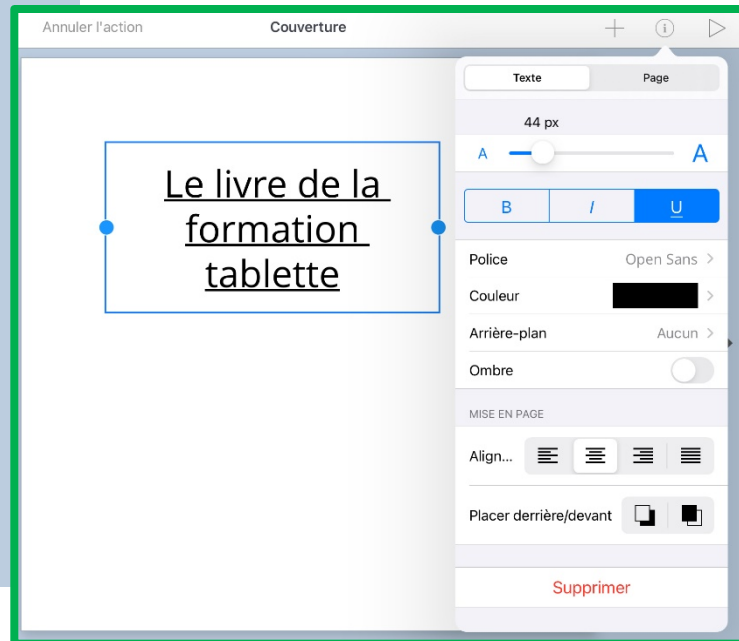 Annuler l'action Couverture
Texte Page
44 px
A A
B I U
Le livre de la
formation
tablette
Police Open Sans >
Couleur >
Arrière-plan Aucun >
Ombre
MISE EN PAGE
Align...
Placer derrière/devant
Supprimer